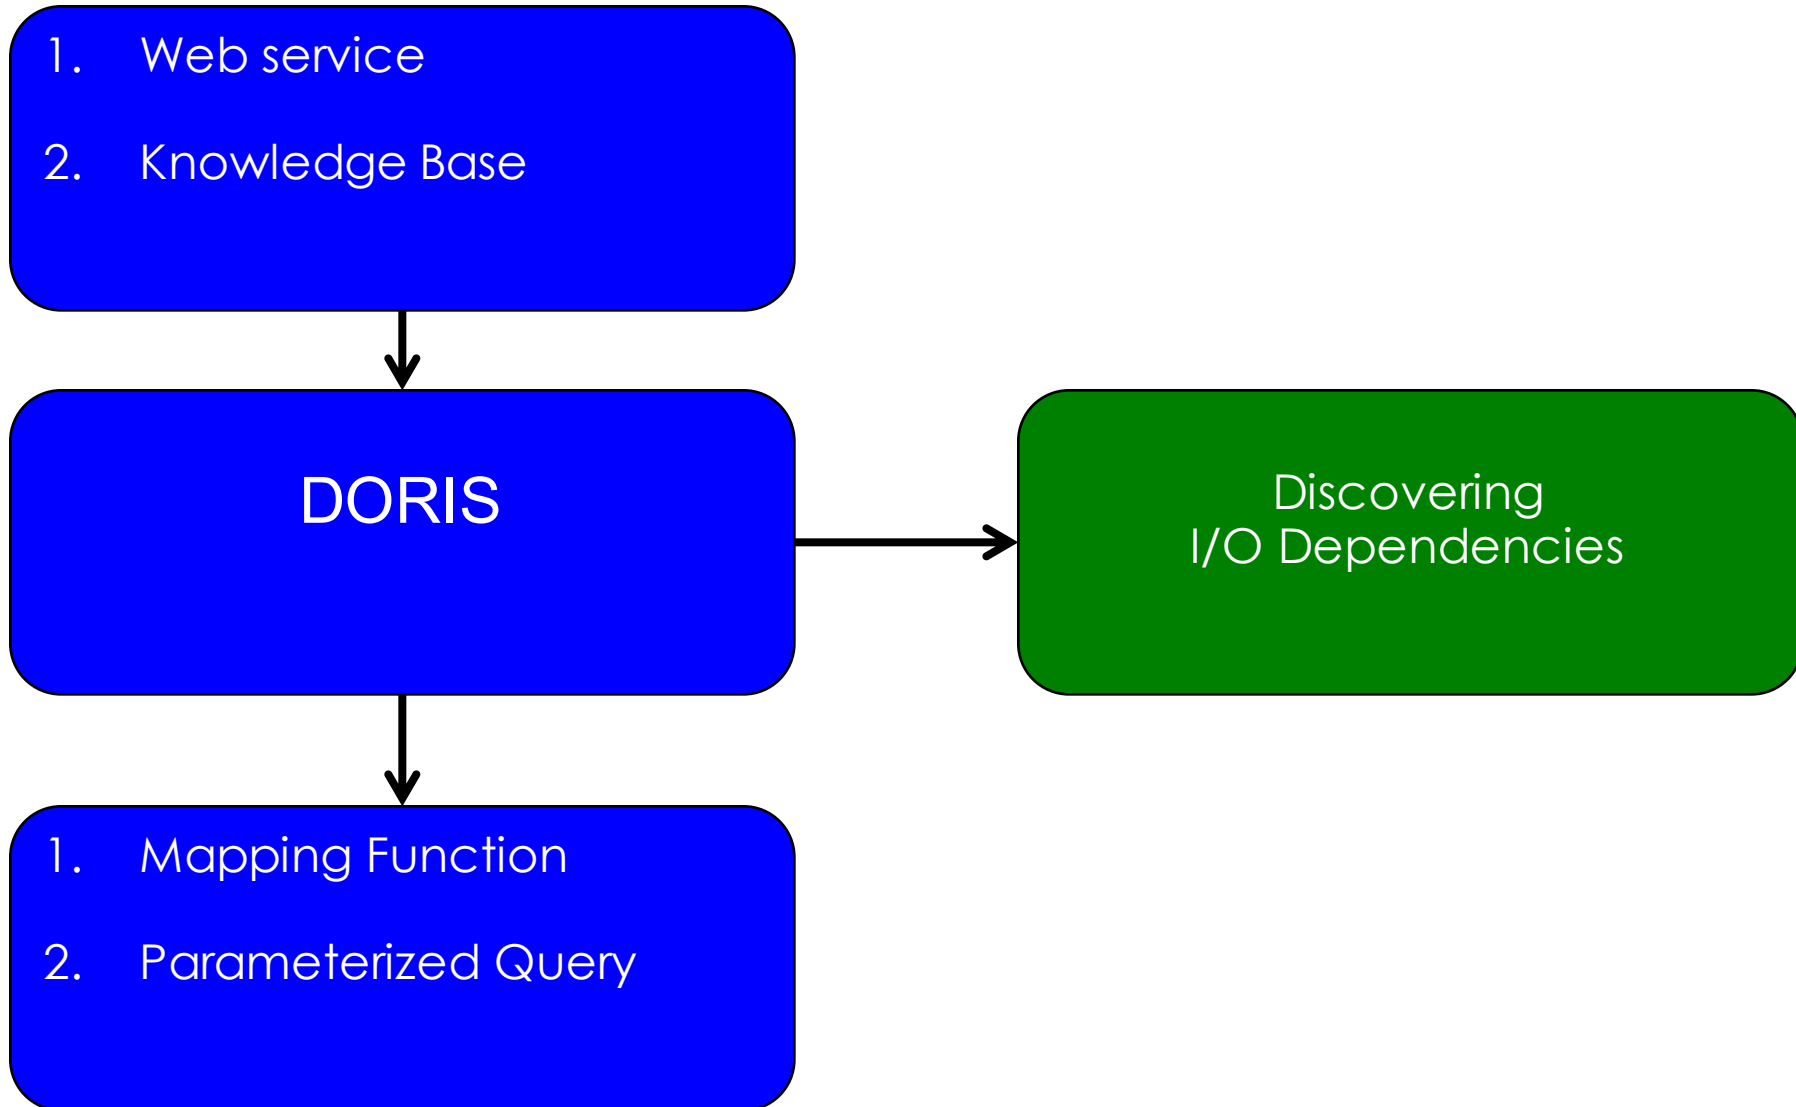 1. Web service
2. Knowledge Base
DORIS
Discovering
I/O Dependencies
1. Mapping Function
2. Parameterized Query